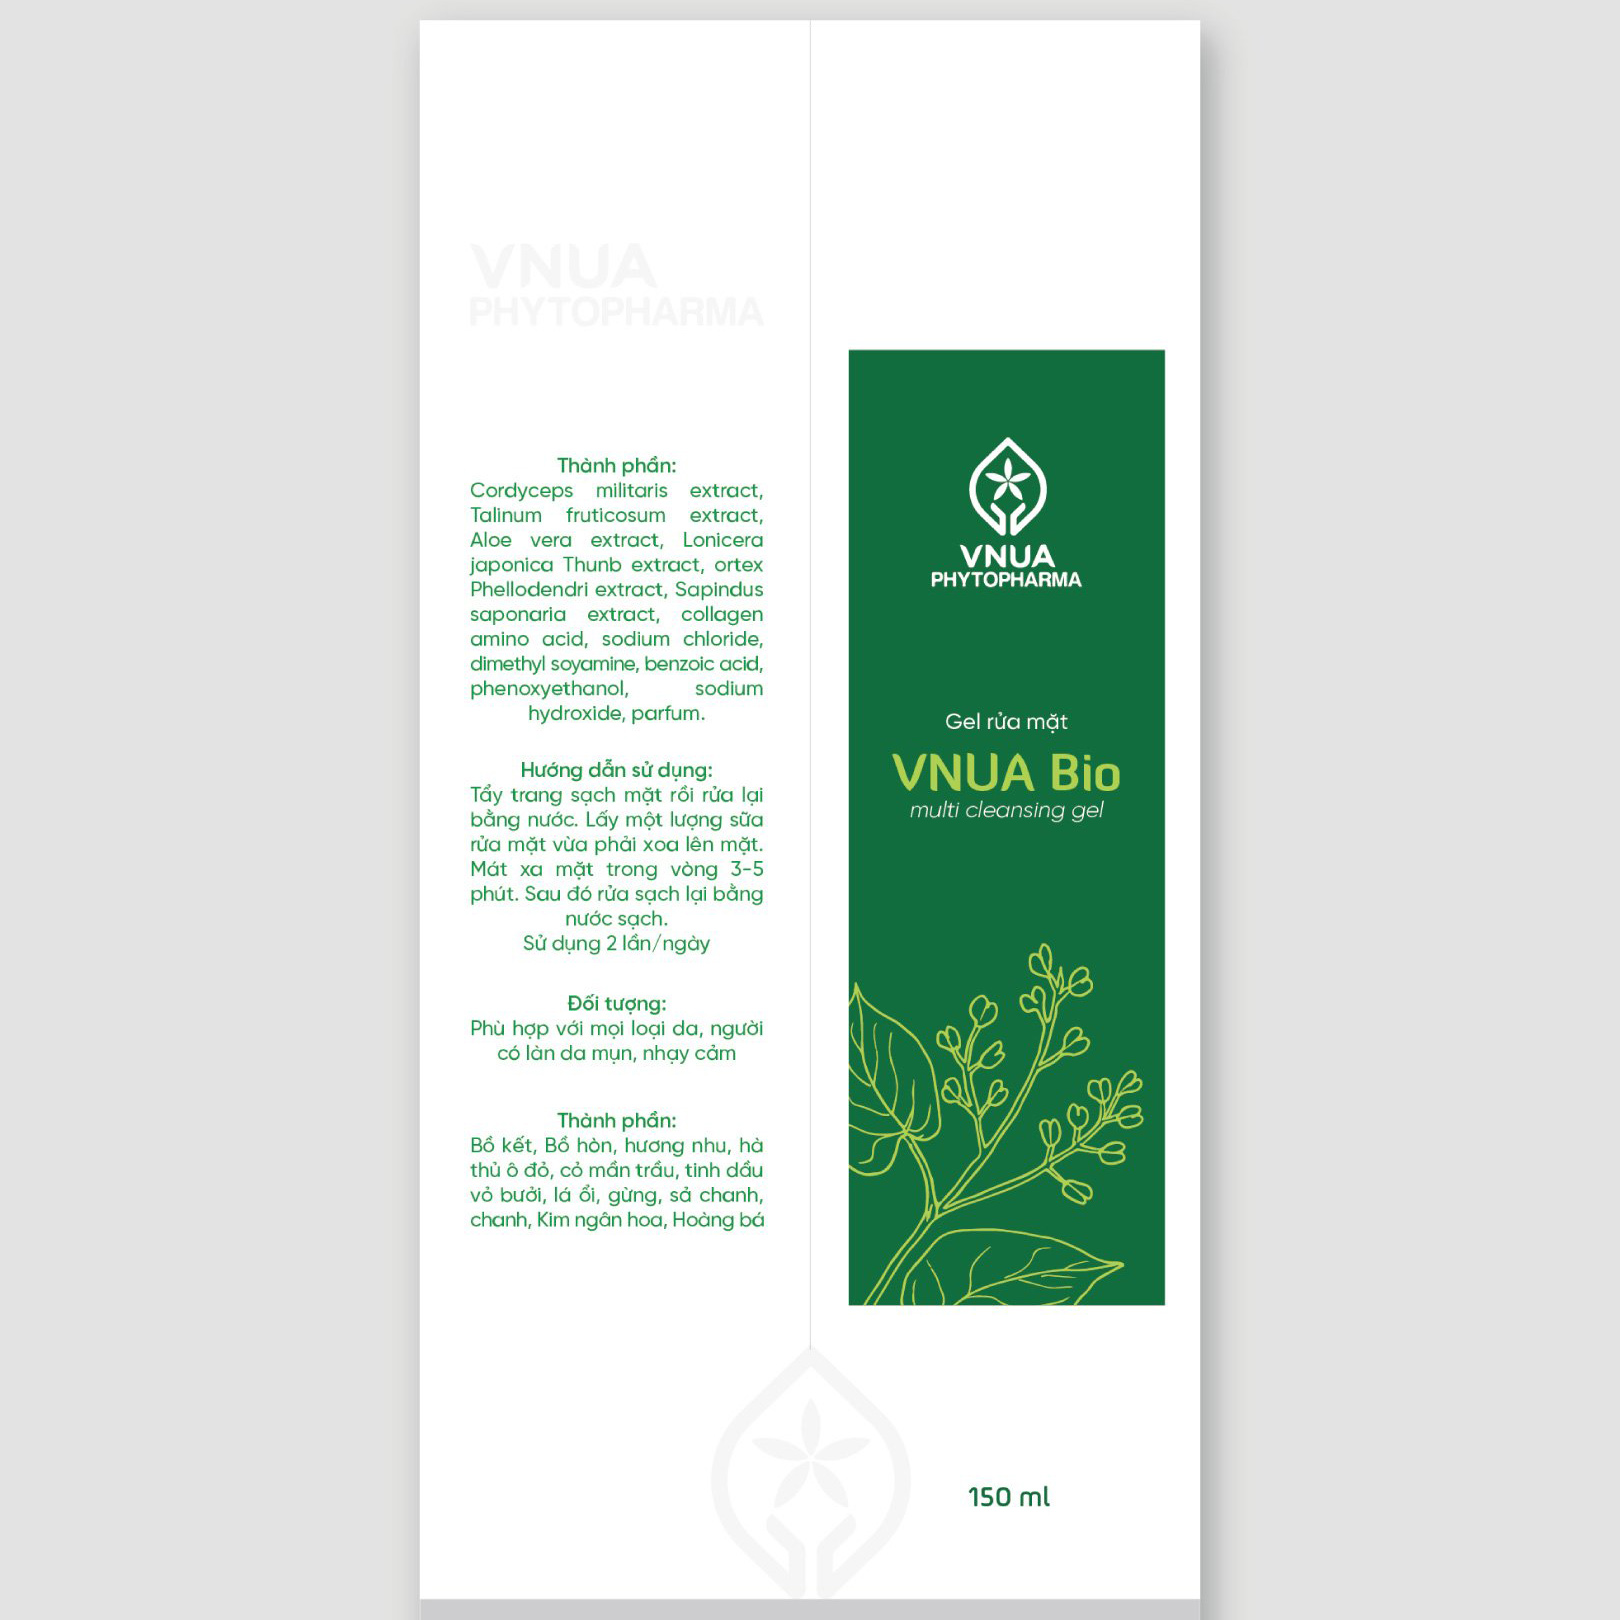 VNUA
PHYTOPHARMA
Thành phần:
Cordyceps militaris extract,
Talinum fruticosum extract,
Aloe vera extract, Lonicera
japonica Thunb extract, ortex
Phellodendri extract, Sapindus
saponaria extract, collagen
amino acid, sodium chloride,
dimethyl soyamine, benzoic acid,
phenoxyethanol, sodium
hydroxide, parfum.
Hướng dẫn sử dụng:
Tẩy trang sạch mặt rồi rửa lại
bằng nước. Lấy một lượng sữa
rửa mặt vừa phải xoa lên mặt.
Mát xa mặt trong vòng 3-5
phút. Sau đó rửa sạch lại bằng
nước sạch.
Sử dụng 2 lần/ngày
Đối tượng:
Phù hợp với mọi loại da, người
có làn da mụn, nhạy cảm
Thành phần:
Bồ kết, Bồ hòn, hương nhu, hà
thủ ô đỏ, cỏ mần trầu, tinh dầu
vỏ bưởi, lá ổi, gừng, sả chanh,
chanh, Kim ngân hoa, Hoàng bá
VNUA
PHYTOPHARMA
Gel rửa mặt
VNUA Bio
multi cleansing gel
150 ml